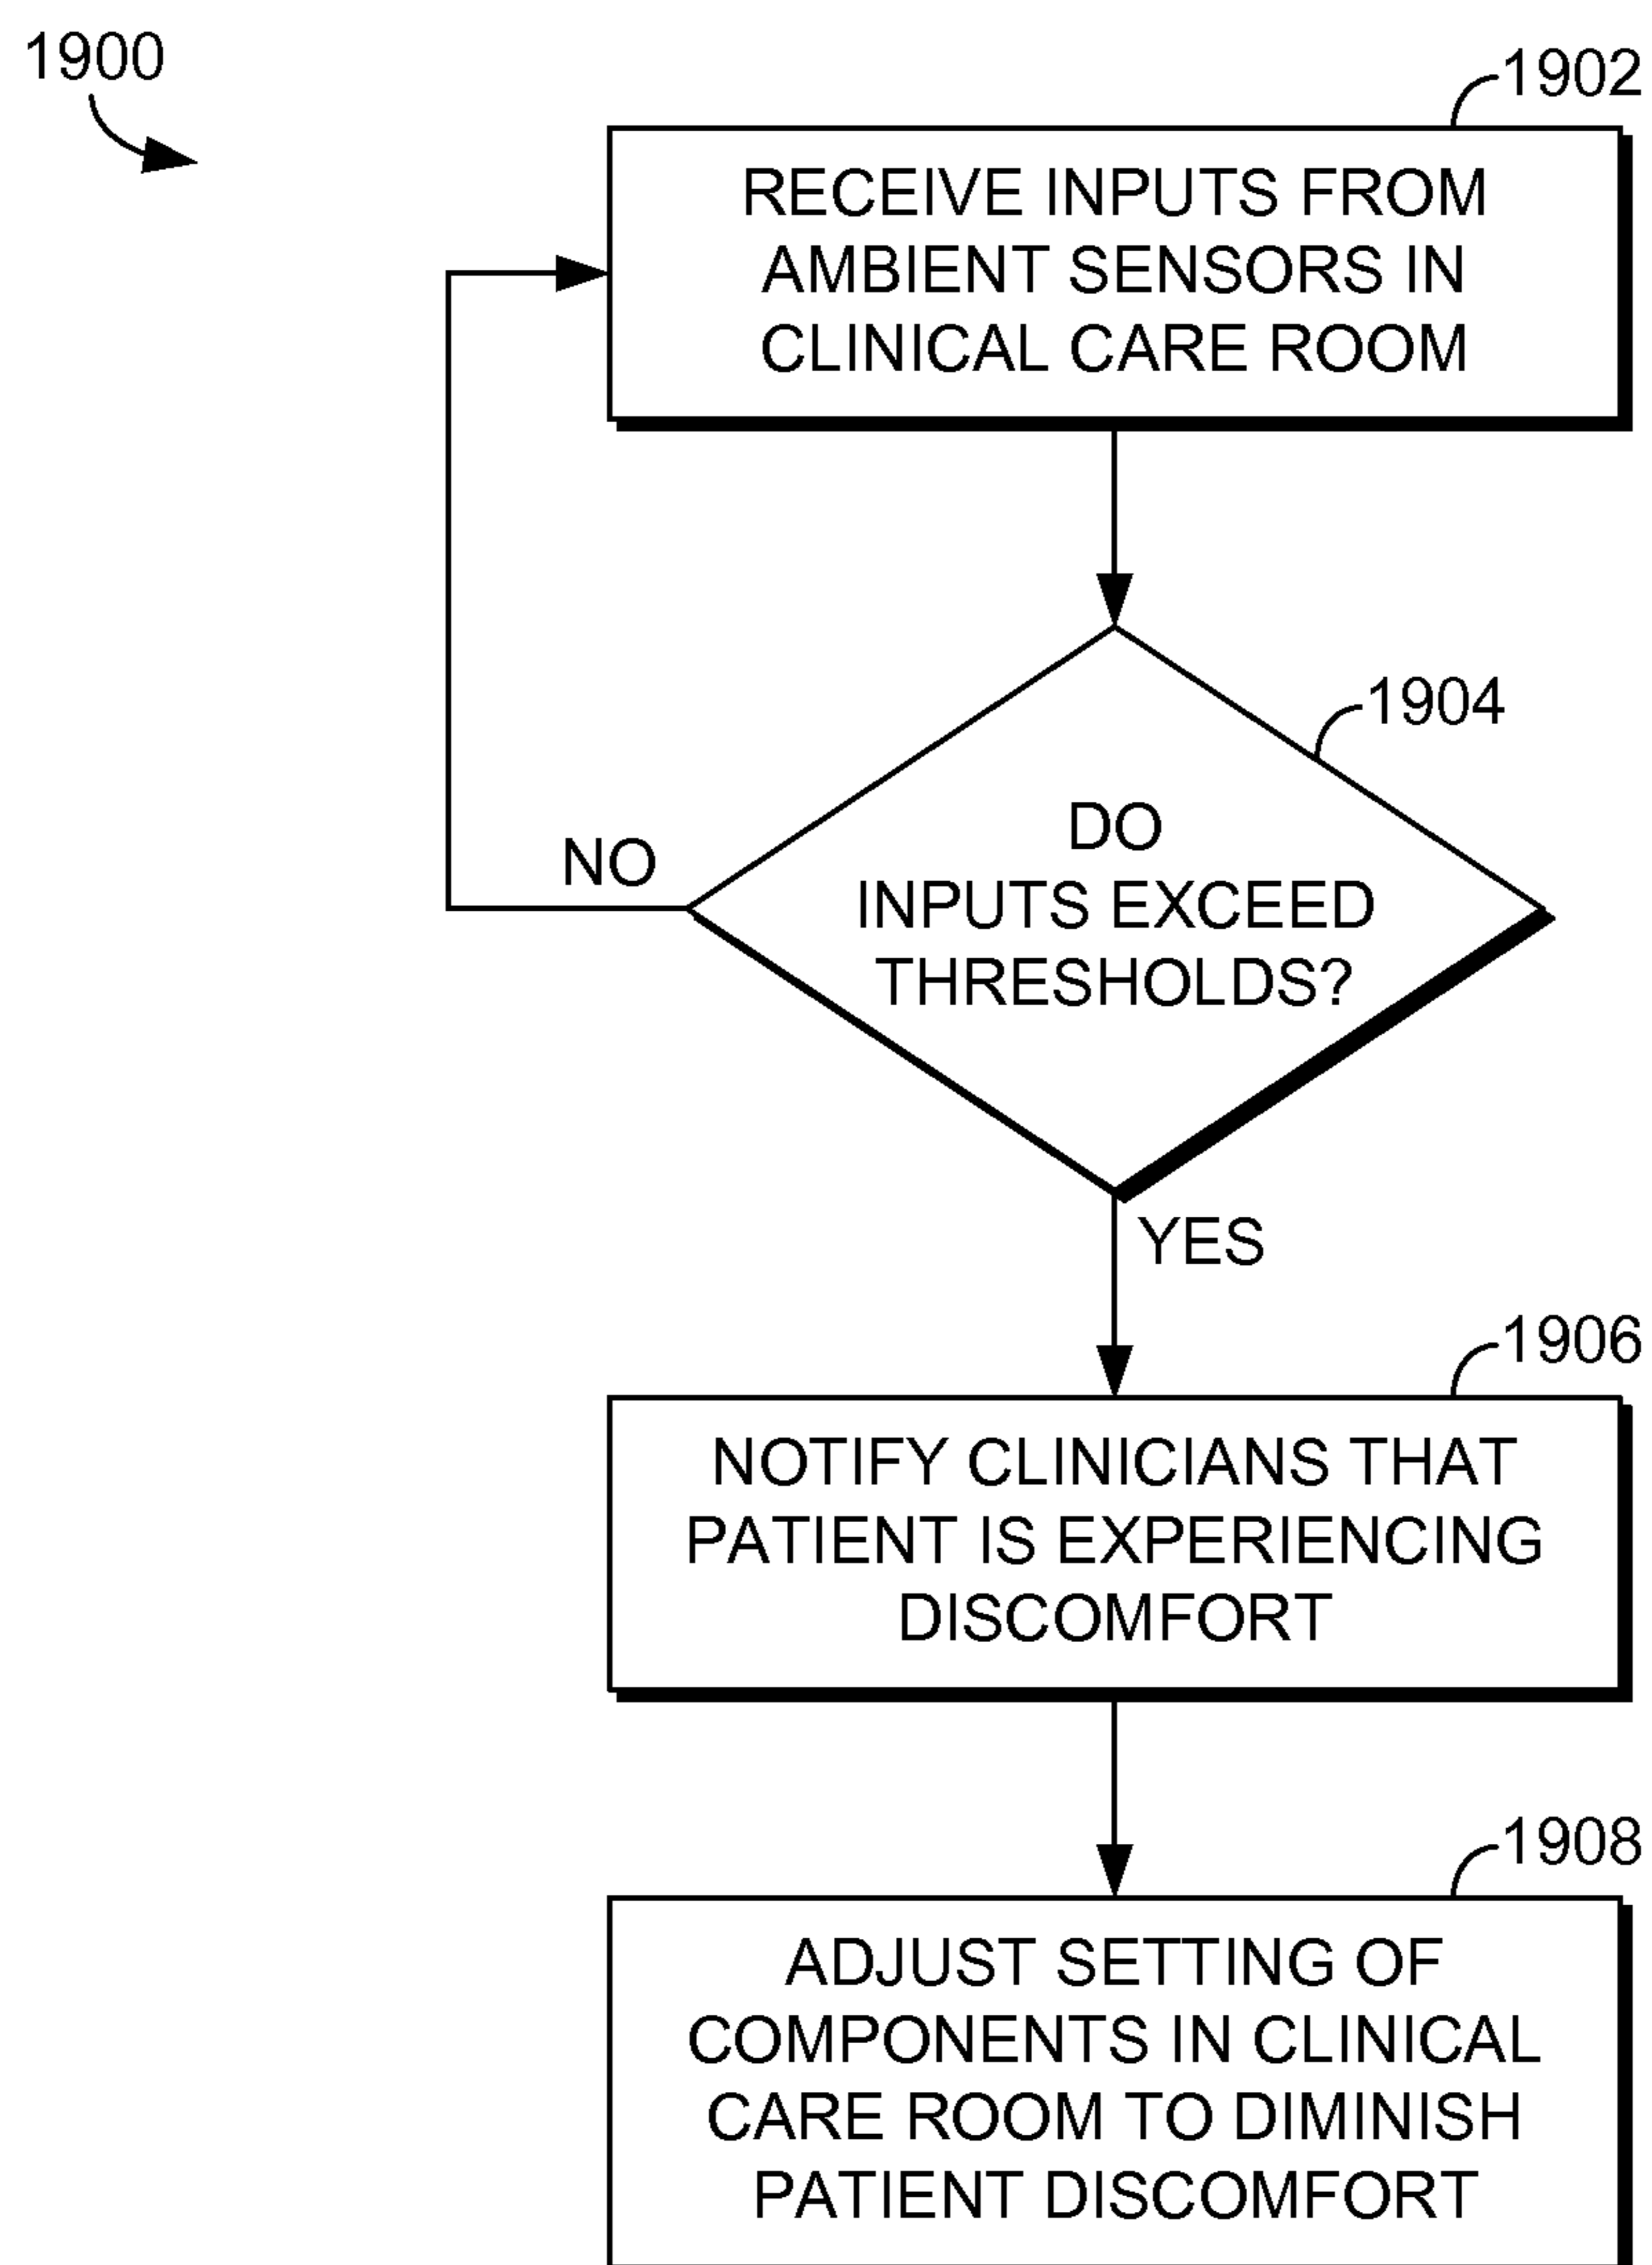 1900
1902
RECEIVE INPUTS FROM
AMBIENT SENSORS IN
CLINICAL CARE ROOM
1904
DO
INPUTS EXCEED
THRESHOLDS?
NO
YES
1906
NOTIFY CLINICIANS THAT
PATIENT IS EXPERIENCING
DISCOMFORT
1908
ADJUST SETTING OF
COMPONENTS IN CLINICAL
CARE ROOM TO DIMINISH
PATIENT DISCOMFORT